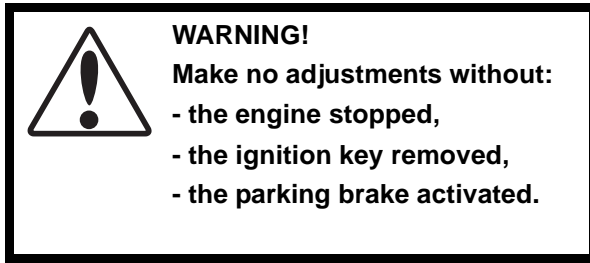 WARNING!
Make no adjustments without:
- the engine stopped,
- the ignition key removed,
- the parking brake activated.